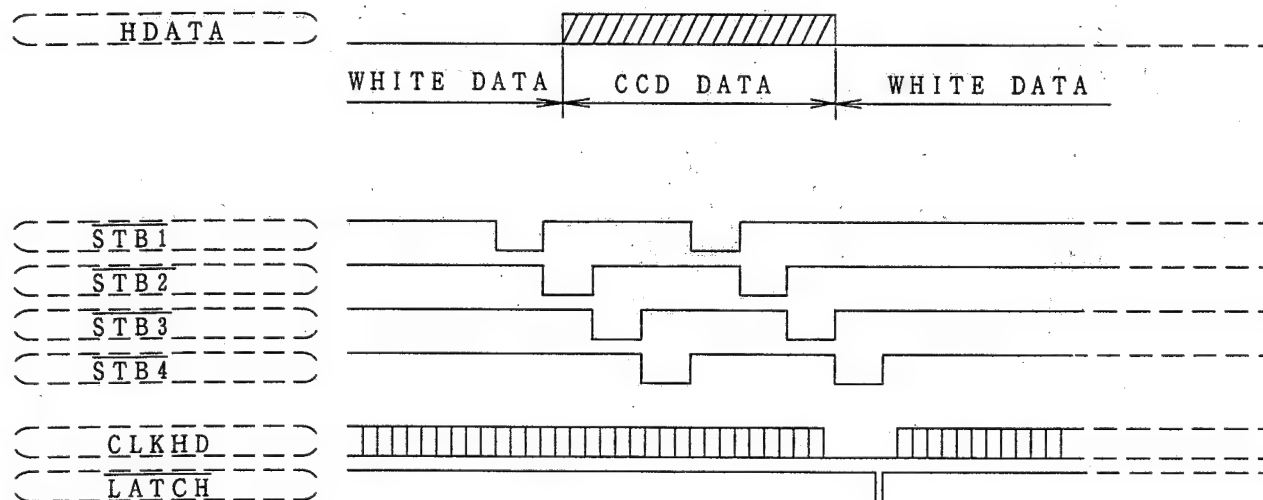 HDATA
WHITE DATA CCD DATA WHITE DATA
STB1
STB2
STB3
STB4
CLKHD
LATCH